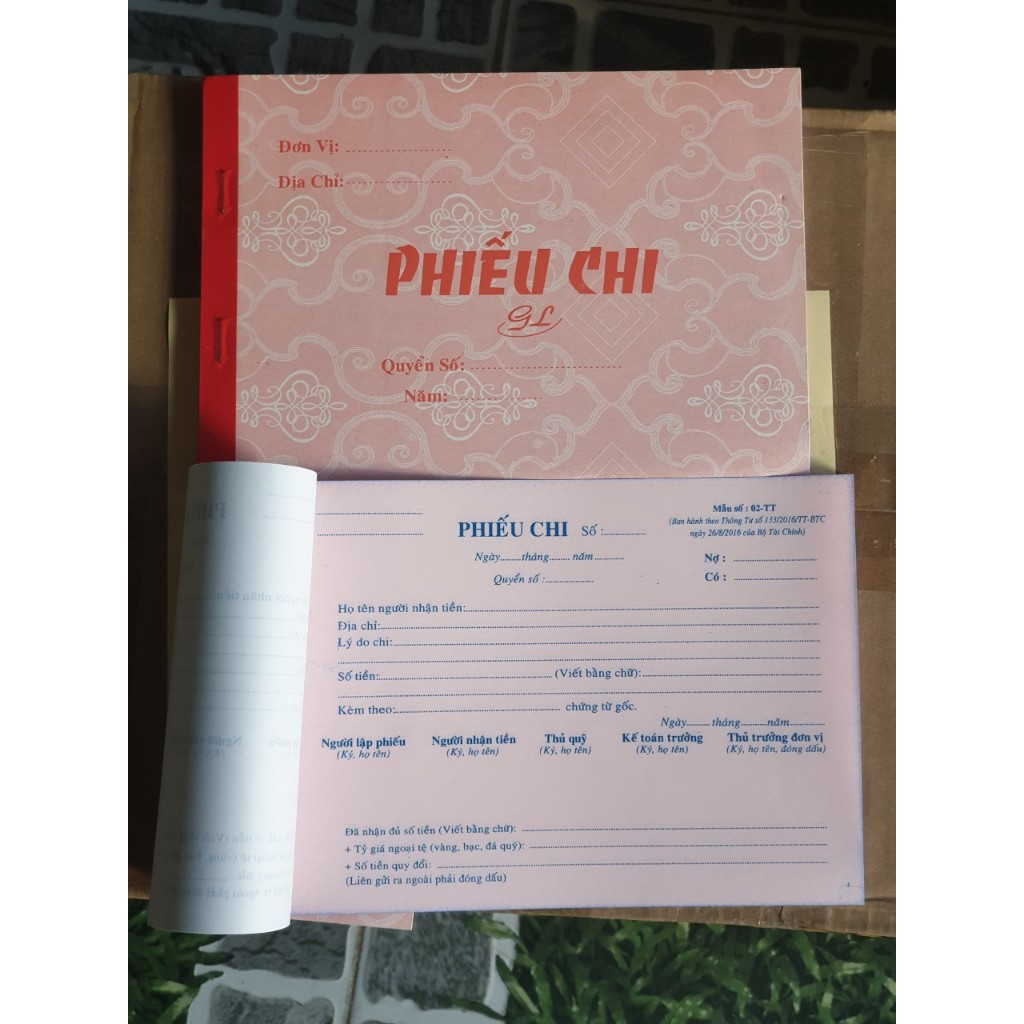 Đơn Vị:
Địa Chỉ:
PHIẾU CHI
GL
Quyển Số:
Năm:
Mẫu số : 02-TT
(Ban hành theo Thông Tư số 133/2016/TT-BTC
ngày 26/8/2016 của Bộ Tài Chính)
PHIẾU CHI Số :
Ngày tháng năm
Quyển số :
Nợ :
Có :
Họ tên người nhận tiền:
Địa chỉ:
Lý do chi:
Số tiền: (Viết bằng chữ):
Kèm theo: chứng từ gốc.
Ngày tháng năm
Người lập phiếu Người nhận tiền Thủ quỹ Kế toán trưởng Thủ trưởng đơn vị
(Ký, họ tên) (Ký, họ tên) (Ký, họ tên) (Ký, họ tên) (Ký, họ tên, đóng dấu)
Đã nhận đủ số tiền (Viết bằng chữ):
+ Tỷ giá ngoại tệ (vàng, bạc, đá quý):
+ Số tiền quy đổi:
(Liên gửi ra ngoài phải đóng dấu)